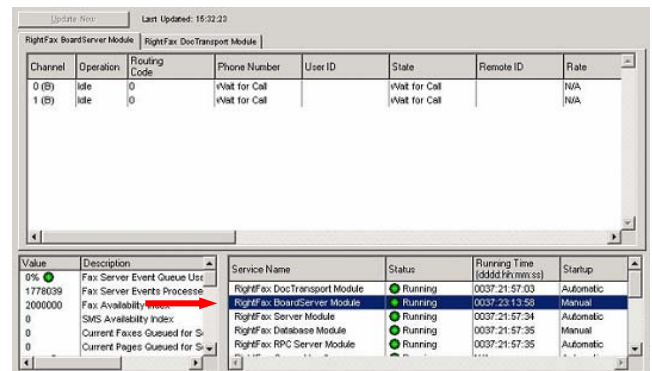 Update Now Last Updated: 15:32:23
RightFax BoardServer Module RightFax DocTransport Module
Channel Operation Routing Code Phone Number User ID State Remote ID Rate
0 (B) Idle 0 Wait for Call Wait for Call N/A
1 (B) Idle 0 Wait for Call Wait for Call N/A
Value Description
0% Fax Server Event Queue Use
1778039 Fax Server Events Processe
2000000 Fax Availability Index
0 SMS Availability Index
0 Current Faxes Queued for Se
0 Current Pages Queued for Se
Service Name Status Running Time (dddd:hh:mm:ss) Startup
RightFax DocTransport Module Running 0037:21:57:03 Automatic
RightFax BoardServer Module Running 0037:23:13:58 Manual
RightFax Server Module Running 0037:21:57:34 Automatic
RightFax Database Module Running 0037:21:57:35 Manual
RightFax RPC Server Module Running 0037:21:57:35 Automatic